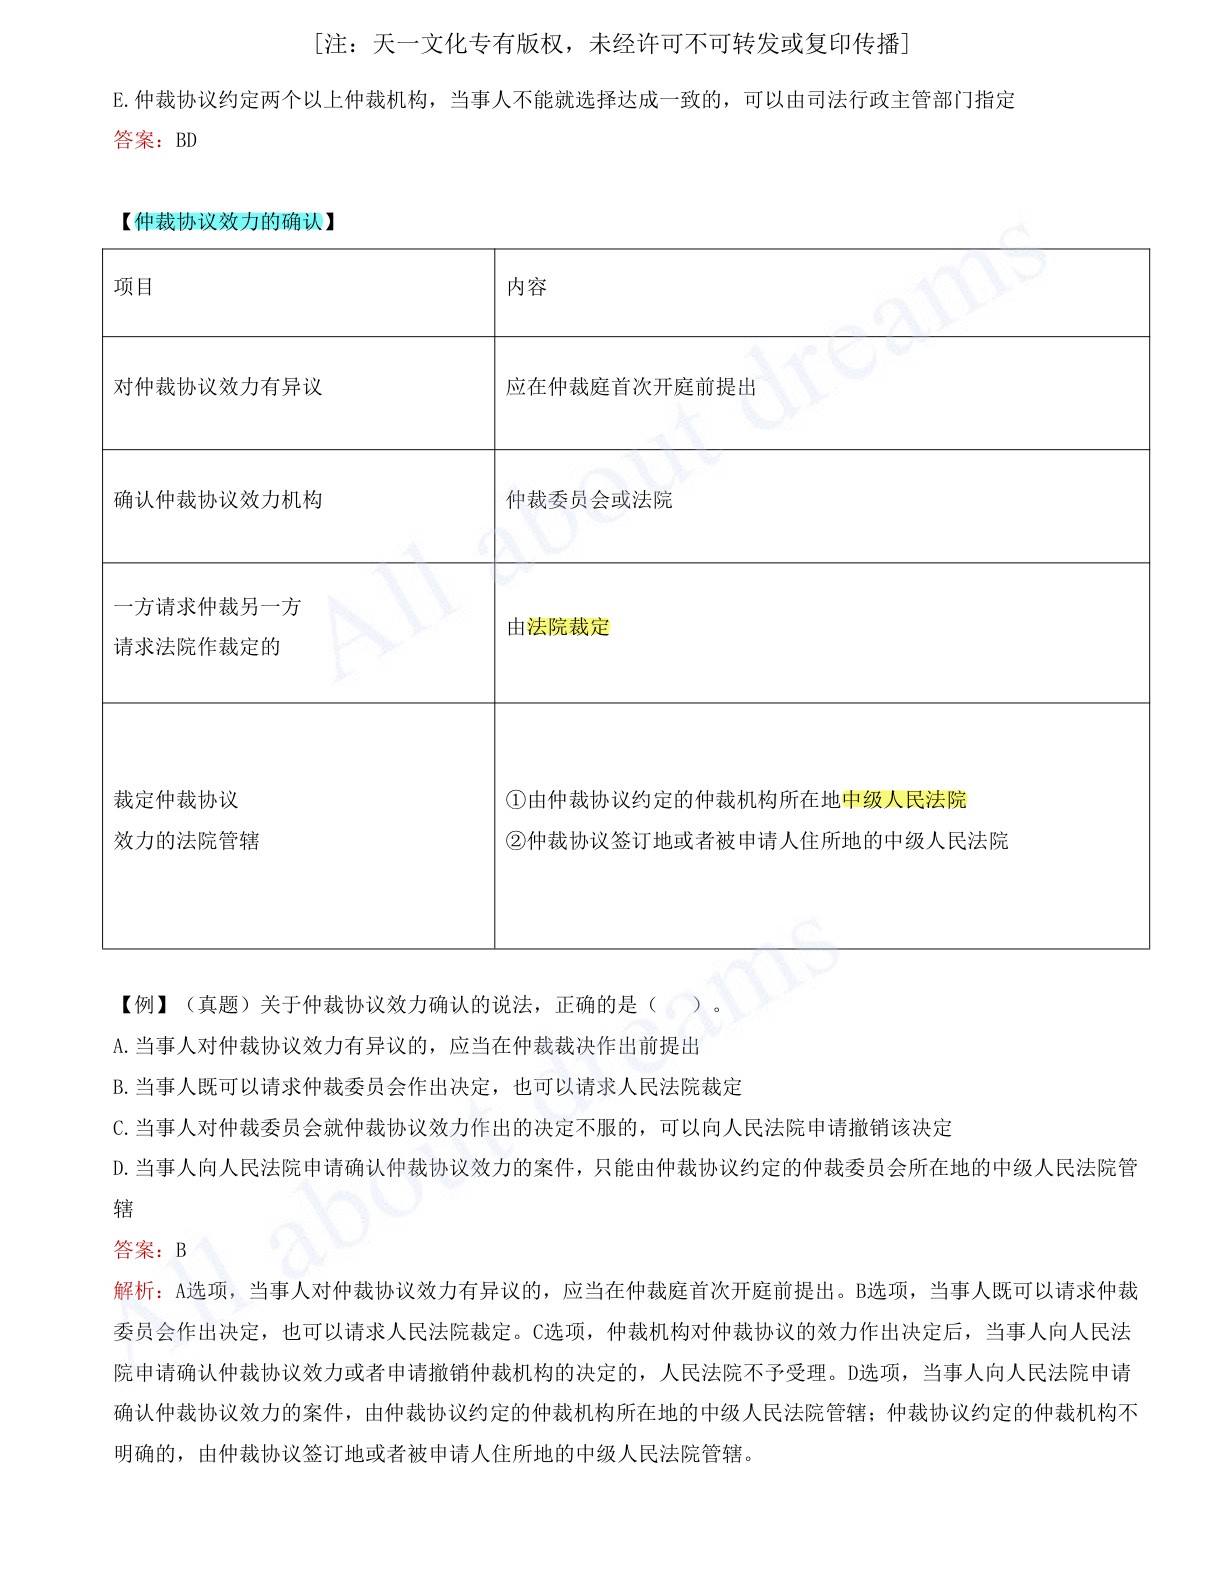 [注：天一文化专有版权，未经许可不可转发或复印传播]
E.仲裁协议约定两个以上仲裁机构，当事人不能就选择达成一致的，可以由司法行政主管部门指定
答案：BD
【仲裁协议效力的确认】
项目
内容
对仲裁协议效力有异议
应在仲裁庭首次开庭前提出
确认仲裁协议效力机构
仲裁委员会或法院
一方请求仲裁另一方
请求法院作裁定的
由法院裁定
裁定仲裁协议
效力的法院管辖
①由仲裁协议约定的仲裁机构所在地中级人民法院
②仲裁协议签订地或者被申请人住所地的中级人民法院
【例】（真题）关于仲裁协议效力确认的说法，正确的是（　　）。
A.当事人对仲裁协议效力有异议的，应当在仲裁裁决作出前提出
B.当事人既可以请求仲裁委员会作出决定，也可以请求人民法院裁定
C.当事人对仲裁委员会就仲裁协议效力作出的决定不服的，可以向人民法院申请撤销该决定
D.当事人向人民法院申请确认仲裁协议效力的案件，只能由仲裁协议约定的仲裁委员会所在地的中级人民法院管
辖
答案：B
解析：A选项，当事人对仲裁协议效力有异议的，应当在仲裁庭首次开庭前提出。B选项，当事人既可以请求仲裁
委员会作出决定，也可以请求人民法院裁定。C选项，仲裁机构对仲裁协议的效力作出决定后，当事人向人民法
院申请确认仲裁协议效力或者申请撤销仲裁机构的决定的，人民法院不予受理。D选项，当事人向人民法院申请
确认仲裁协议效力的案件，由仲裁协议约定的仲裁机构所在地的中级人民法院管辖；仲裁协议约定的仲裁机构不
明确的，由仲裁协议签订地或者被申请人住所地的中级人民法院管辖。
All about dreams
All about dreams